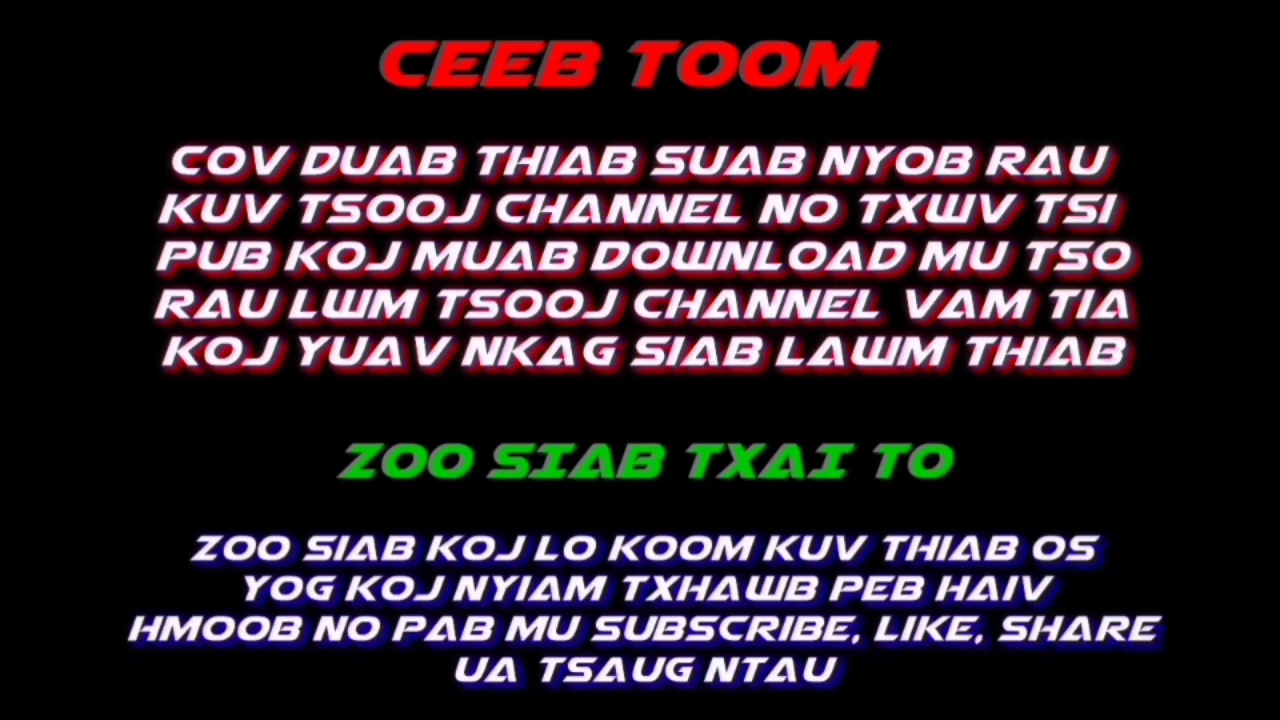 CEEB TOOM
COV DUAB THIAB SUAB NYOB RAU
KUV TSOOJ CHANNEL NO TXWV TSI
PUB KOJ MUAB DOWNLOAD MU TSO
RAU LWM TSOOJ CHANNEL VAM TIA
KOJ YUAV NKAG SIAB LAWM THIAB
ZOO SIAB TXAI TO
ZOO SIAB KOJ LO KOOM KUV THIAB OS
YOG KOJ NYIAM TXHAWB PEB HAIV
HMOOB NO PAB MU SUBSCRIBE, LIKE, SHARE
UA TSAUG NTAU